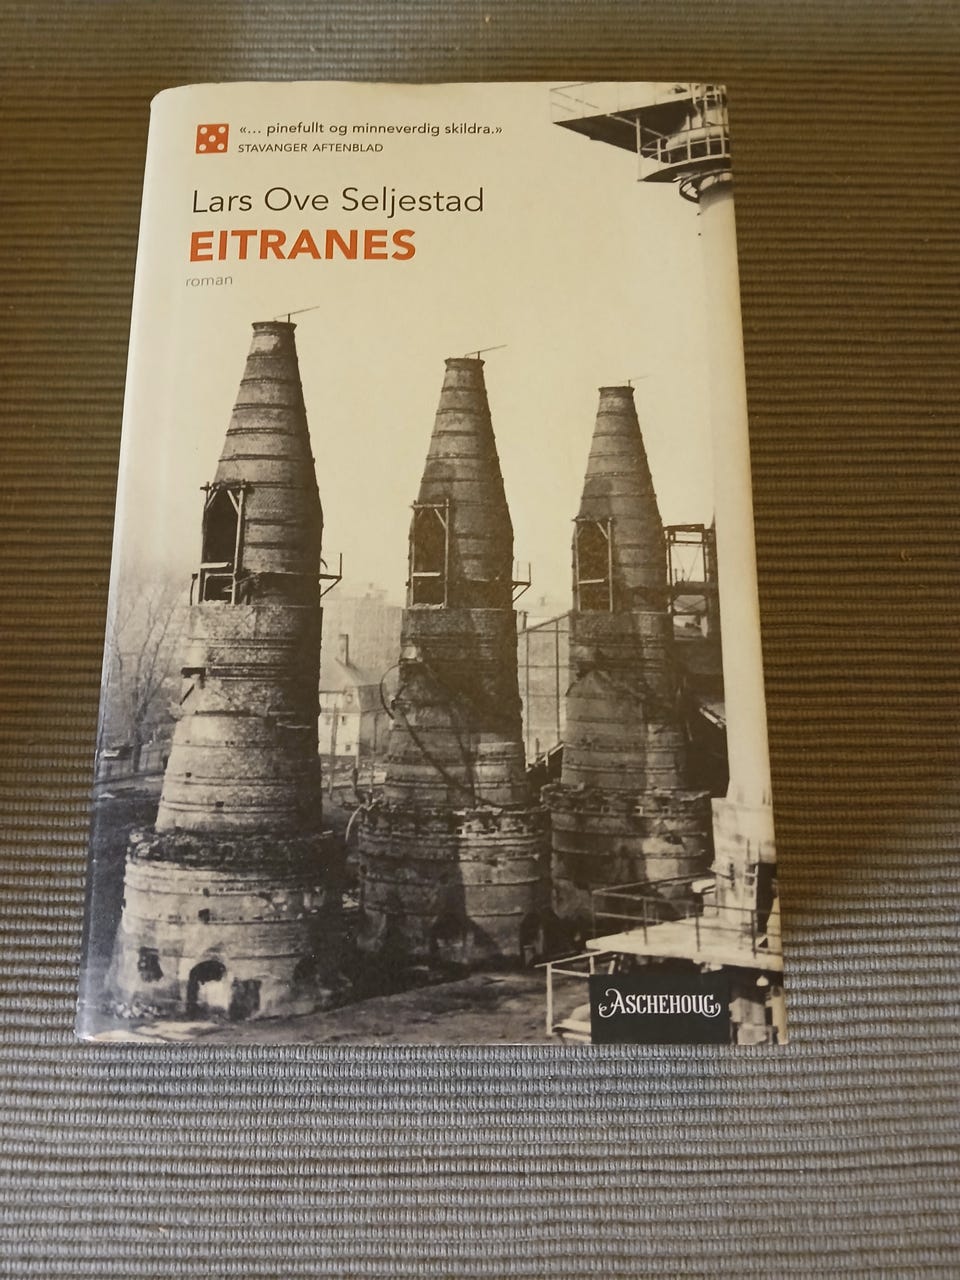 «... pinefullt og minneverdig skildra.»
STAVANGER AFTENBLAD
Lars Ove Seljestad
EITRANES
roman
ASCHEHOUG